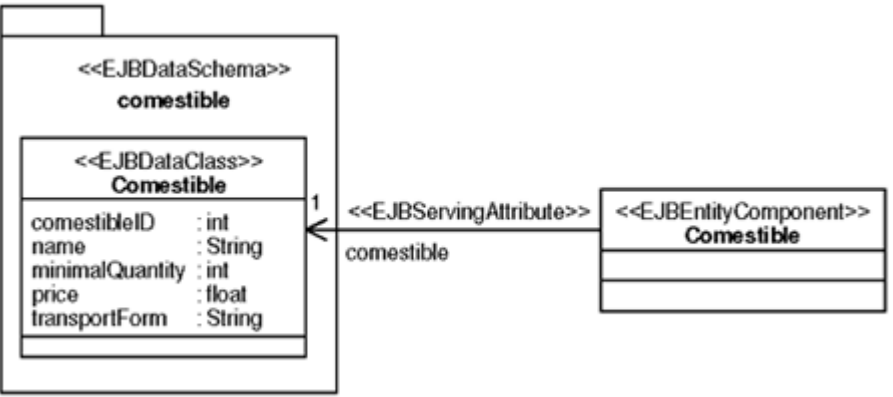 <<EJBDataSchema>>
comestible
<<EJBDataClass>>
Comestible
comestibleID : int
name : String
minimalQuantity : int
price : float
transportForm : String
1
<<EJBServingAttribute>>
comestible
<<EJBEntityComponent>>
Comestible